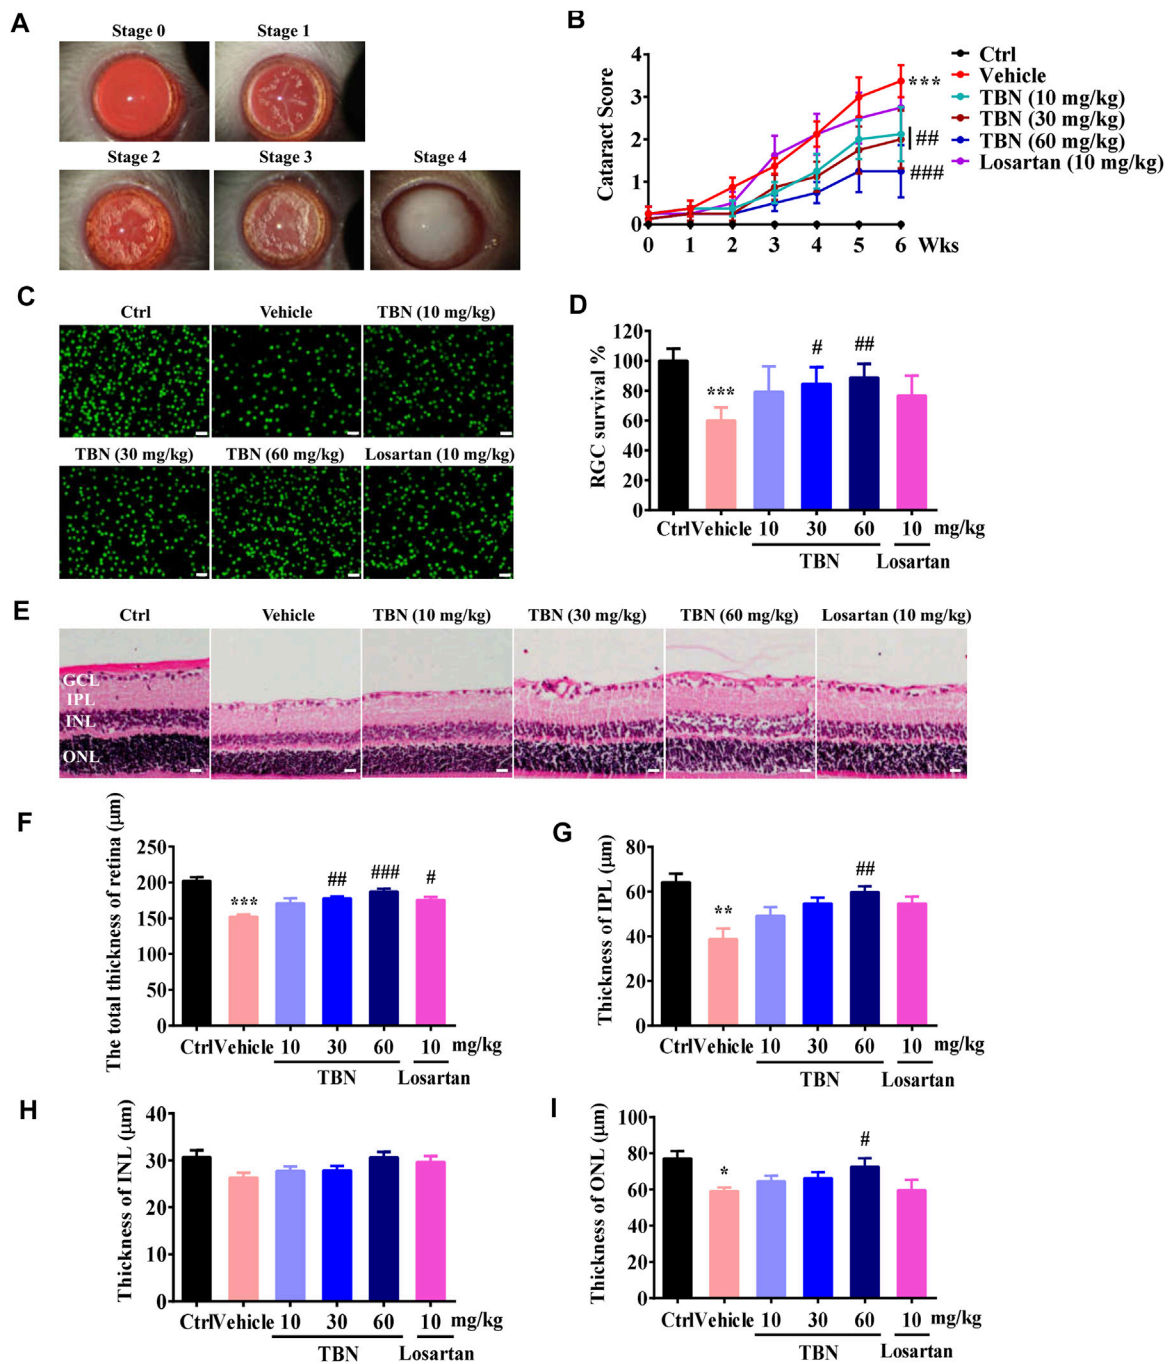 A
Stage 0
Stage 1
Stage 2
Stage 3
Stage 4
B
Cataract Score
4
3
2
1
0
0 1 2 3 4 5 6 Wks
***
##
###
Ctrl
Vehicle
TBN (10 mg/kg)
TBN (30 mg/kg)
TBN (60 mg/kg)
Losartan (10 mg/kg)
C
Ctrl
Vehicle
TBN (10 mg/kg)
TBN (30 mg/kg)
TBN (60 mg/kg)
Losartan (10 mg/kg)
D
RGC survival %
120
100
80
60
40
20
0
***
#
##
Ctrl Vehicle 10 30 60 10 mg/kg
TBN Losartan
E
Ctrl
Vehicle
TBN (10 mg/kg)
TBN (30 mg/kg)
TBN (60 mg/kg)
Losartan (10 mg/kg)
GCL
IPL
INL
ONL
F
The total thickness of retina (μm)
250
200
150
100
50
0
***
##
###
#
Ctrl Vehicle 10 30 60 10 mg/kg
TBN Losartan
G
Thickness of IPL (μm)
80
60
40
20
0
**
##
Ctrl Vehicle 10 30 60 10 mg/kg
TBN Losartan
H
Thickness of INL (μm)
40
30
20
10
0
Ctrl Vehicle 10 30 60 10 mg/kg
TBN Losartan
I
Thickness of ONL (μm)
100
80
60
40
20
0
*
#
Ctrl Vehicle 10 30 60 10 mg/kg
TBN Losartan